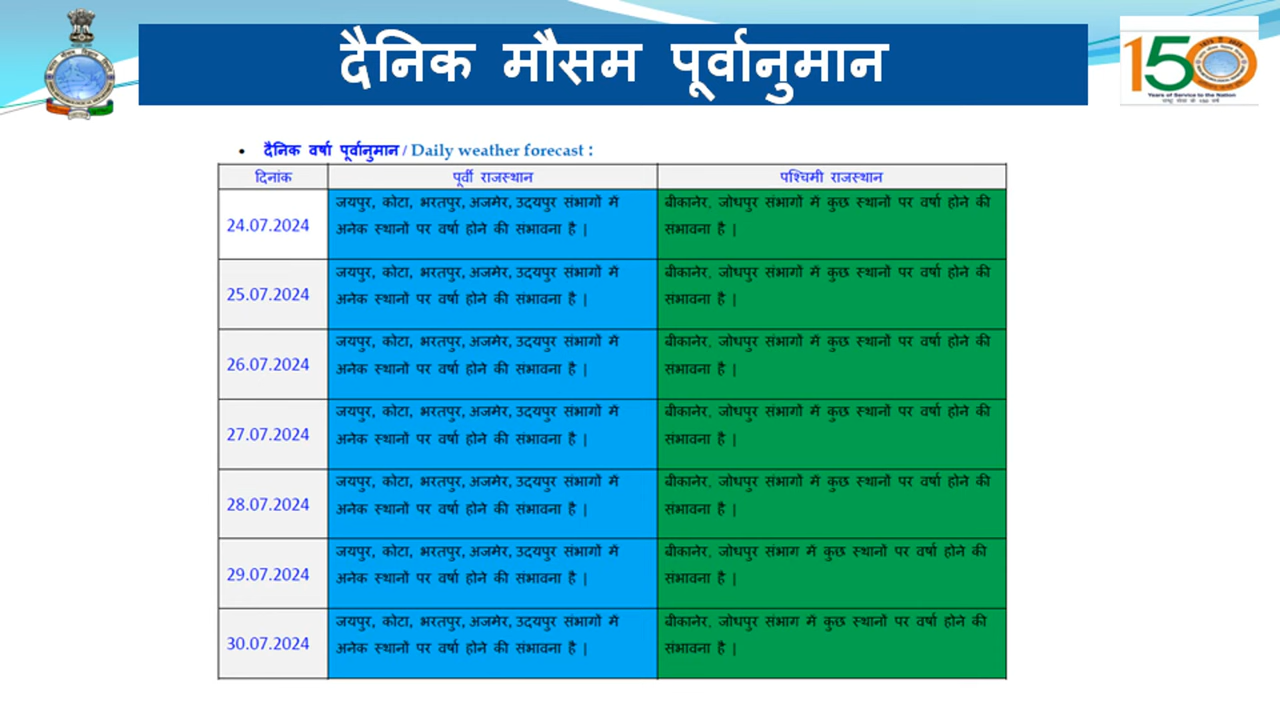 दैनिक मौसम पूर्वानुमान
150
Years of Service to the Nation
• दैनिक वर्षा पूर्वानुमान / Daily weather forecast :
दिनांक पूर्वी राजस्थान पश्चिमी राजस्थान
24.07.2024
जयपुर, कोटा, भरतपुर, अजमेर, उदयपुर संभागों में
अनेक स्थानों पर वर्षा होने की संभावना है |
बीकानेर, जोधपुर संभागों में कुछ स्थानों पर वर्षा होने की
संभावना है |
25.07.2024
जयपुर, कोटा, भरतपुर, अजमेर, उदयपुर संभागों में
अनेक स्थानों पर वर्षा होने की संभावना है |
बीकानेर, जोधपुर संभागों में कुछ स्थानों पर वर्षा होने की
संभावना है |
26.07.2024
जयपुर, कोटा, भरतपुर, अजमेर, उदयपुर संभागों में
अनेक स्थानों पर वर्षा होने की संभावना है |
बीकानेर, जोधपुर संभागों में कुछ स्थानों पर वर्षा होने की
संभावना है |
27.07.2024
जयपुर, कोटा, भरतपुर, अजमेर, उदयपुर संभागों में
अनेक स्थानों पर वर्षा होने की संभावना है |
बीकानेर, जोधपुर संभागों में कुछ स्थानों पर वर्षा होने की
संभावना है |
28.07.2024
जयपुर, कोटा, भरतपुर, अजमेर, उदयपुर संभागों में
अनेक स्थानों पर वर्षा होने की संभावना है |
बीकानेर, जोधपुर संभागों में कुछ स्थानों पर वर्षा होने की
संभावना है |
29.07.2024
जयपुर, कोटा, भरतपुर, अजमेर, उदयपुर संभागों में
अनेक स्थानों पर वर्षा होने की संभावना है |
बीकानेर, जोधपुर संभाग में कुछ स्थानों पर वर्षा होने की
संभावना है |
30.07.2024
जयपुर, कोटा, भरतपुर, अजमेर, उदयपुर संभागों में
अनेक स्थानों पर वर्षा होने की संभावना है |
बीकानेर, जोधपुर संभाग में कुछ स्थानों पर वर्षा होने की
संभावना है |